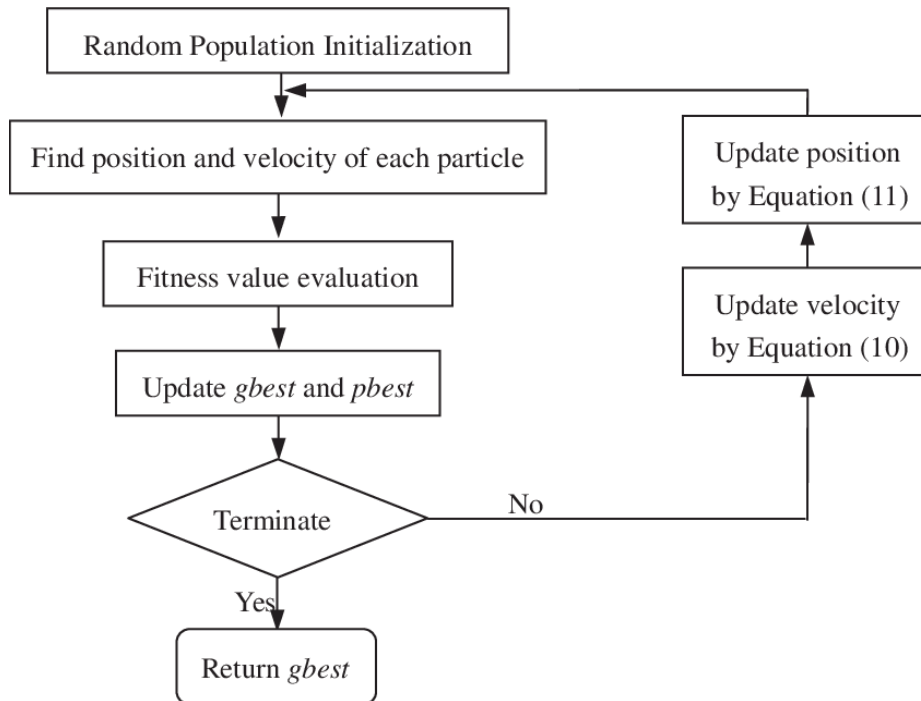 Random Population Initialization
Find position and velocity of each particle
Fitness value evaluation
Update gbest and pbest
Terminate
No
Yes
Return gbest
Update velocity
by Equation (10)
Update position
by Equation (11)